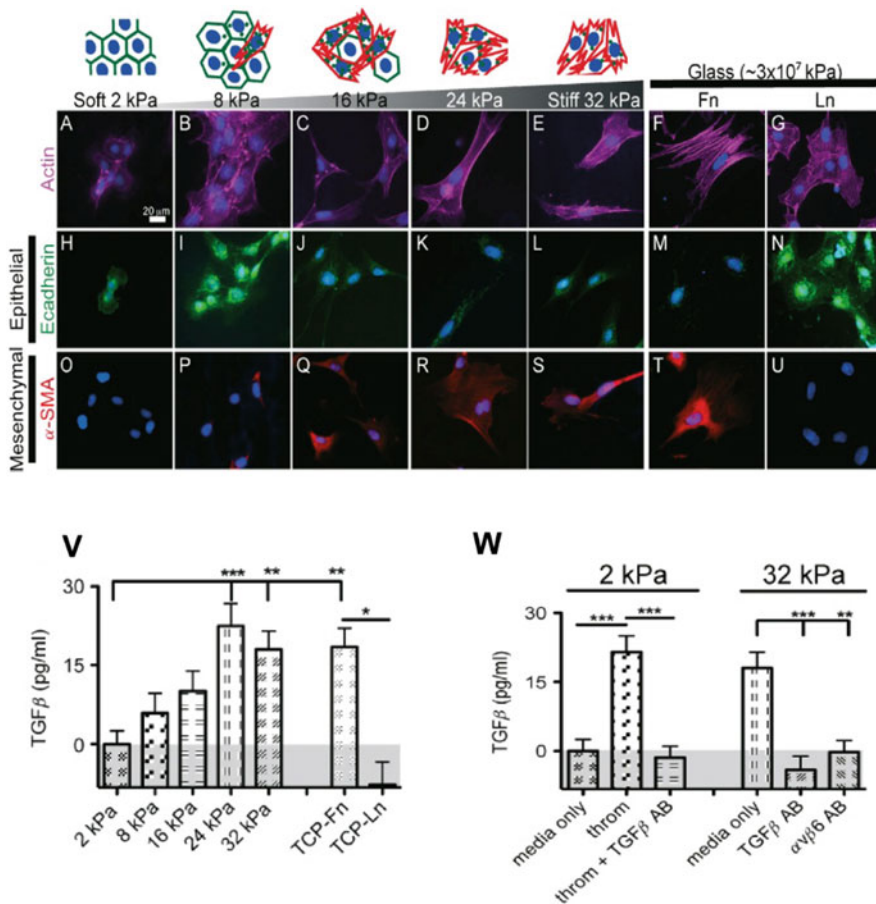 Glass (~3x10⁷ kPa)
Soft 2 kPa 8 kPa 16 kPa 24 kPa Stiff 32 kPa Fn Ln
A B C D E F G
Actin
20 μm
H I J K L M N
Epithelial
Ecadherin
O P Q R S T U
Mesenchymal
α-SMA
V
30
15
0
TGFβ (pg/ml)
*** ** **
*
2 kPa 8 kPa 16 kPa 24 kPa 32 kPa TCP-Fn TCP-Ln
W
2 kPa 32 kPa
30
15
0
TGFβ (pg/ml)
*** *** *** **
media only throm throm + TGFβ AB media only TGFβ AB αvβ6 AB